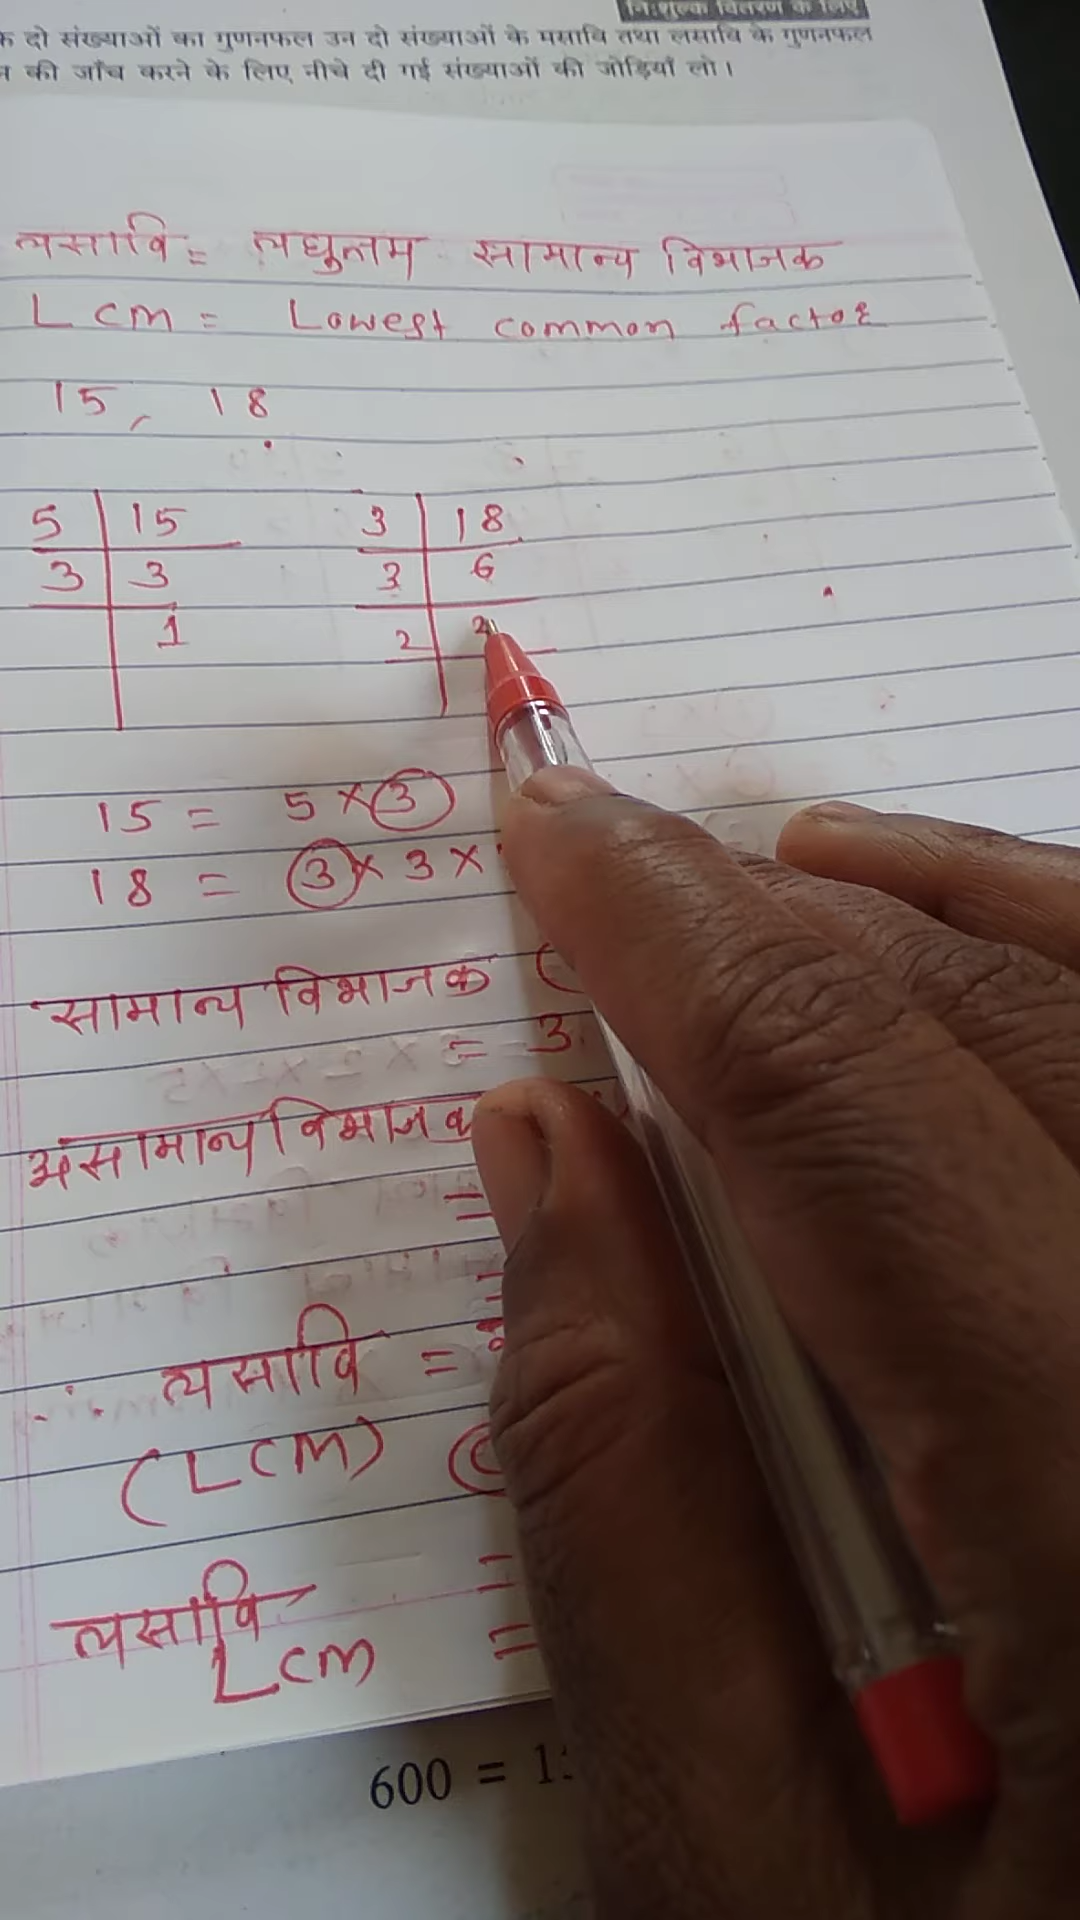 निःशुल्क वितरण के लिए
दो संख्याओं का गुणनफल उन दो संख्याओं के मसावि तथा लसावि के गुणनफल
की जाँच करने के लिए नीचे दी गई संख्याओं की जोड़ियाँ लो।
लसावि = लघुत्तम सामान्य विभाजक
LCM = Lowest common factor
15, 18
5 15 3 18
3 3 3 6
1 2 2
15 = 5 × 3
18 = 3 × 3 ×
सामान्य विभाजक (
= 3
असामान्य विभाजक
=
=
∴ लसावि =
(LCM)
=
लसावि
LCM =
600 =